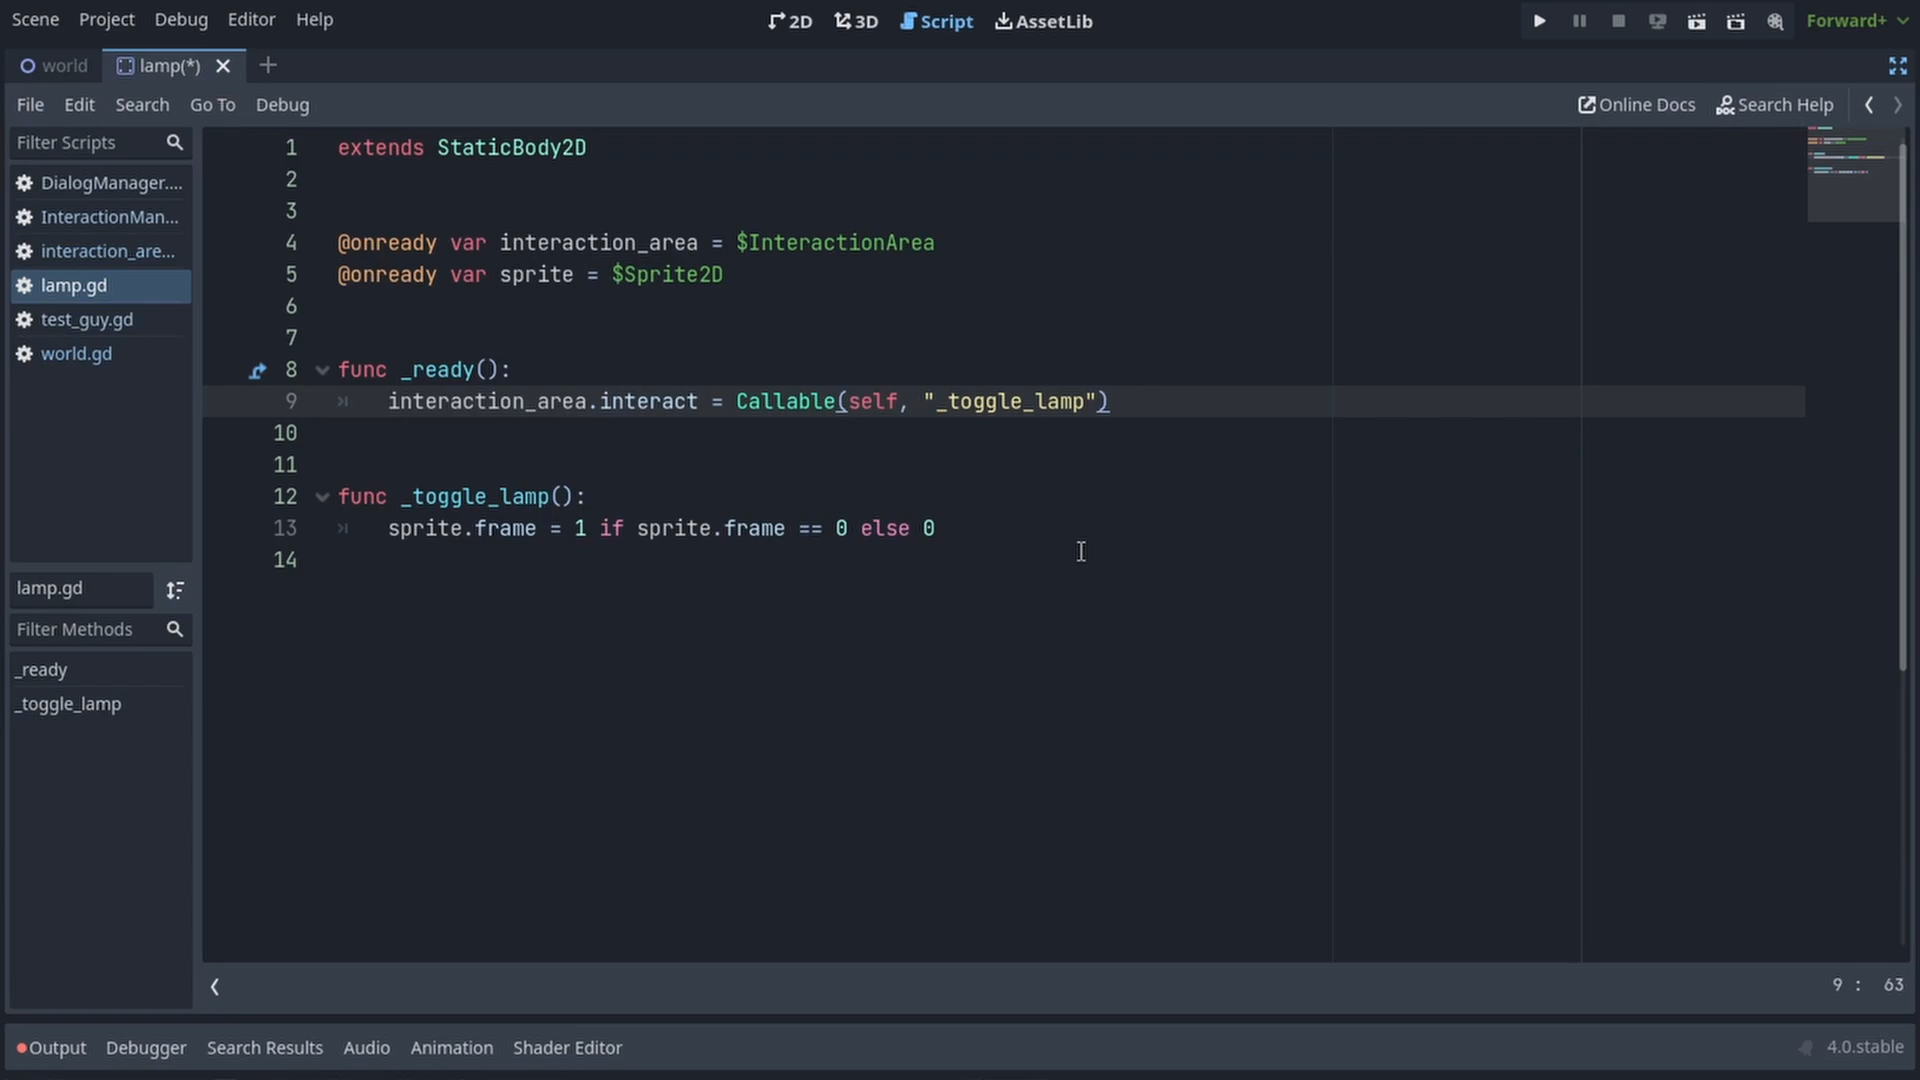 Scene Project Debug Editor Help
2D 3D Script AssetLib
Forward+
world lamp(*)
File Edit Search Go To Debug
Online Docs Search Help
Filter Scripts
DialogManager....
InteractionMan...
interaction_are...
lamp.gd
test_guy.gd
world.gd
lamp.gd
Filter Methods
_ready
_toggle_lamp
1 extends StaticBody2D
2
3
4 @onready var interaction_area = $InteractionArea
5 @onready var sprite = $Sprite2D
6
7
8 func _ready():
9 interaction_area.interact = Callable(self, "_toggle_lamp")
10
11
12 func _toggle_lamp():
13 sprite.frame = 1 if sprite.frame == 0 else 0
14
9 : 63
Output Debugger Search Results Audio Animation Shader Editor
4.0.stable